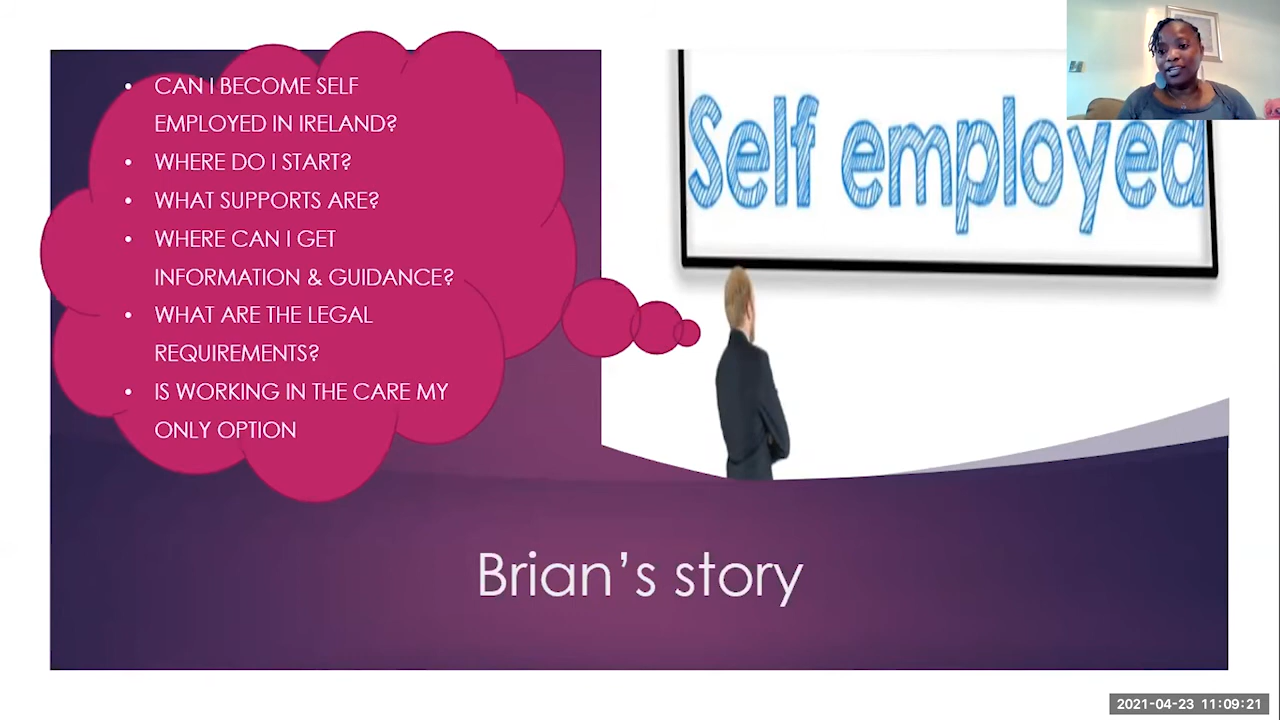 • CAN I BECOME SELF
EMPLOYED IN IRELAND?
• WHERE DO I START?
• WHAT SUPPORTS ARE?
• WHERE CAN I GET
INFORMATION & GUIDANCE?
• WHAT ARE THE LEGAL
REQUIREMENTS?
• IS WORKING IN THE CARE MY
ONLY OPTION
Self employed
Brian’s story
2021-04-23 11:09:21